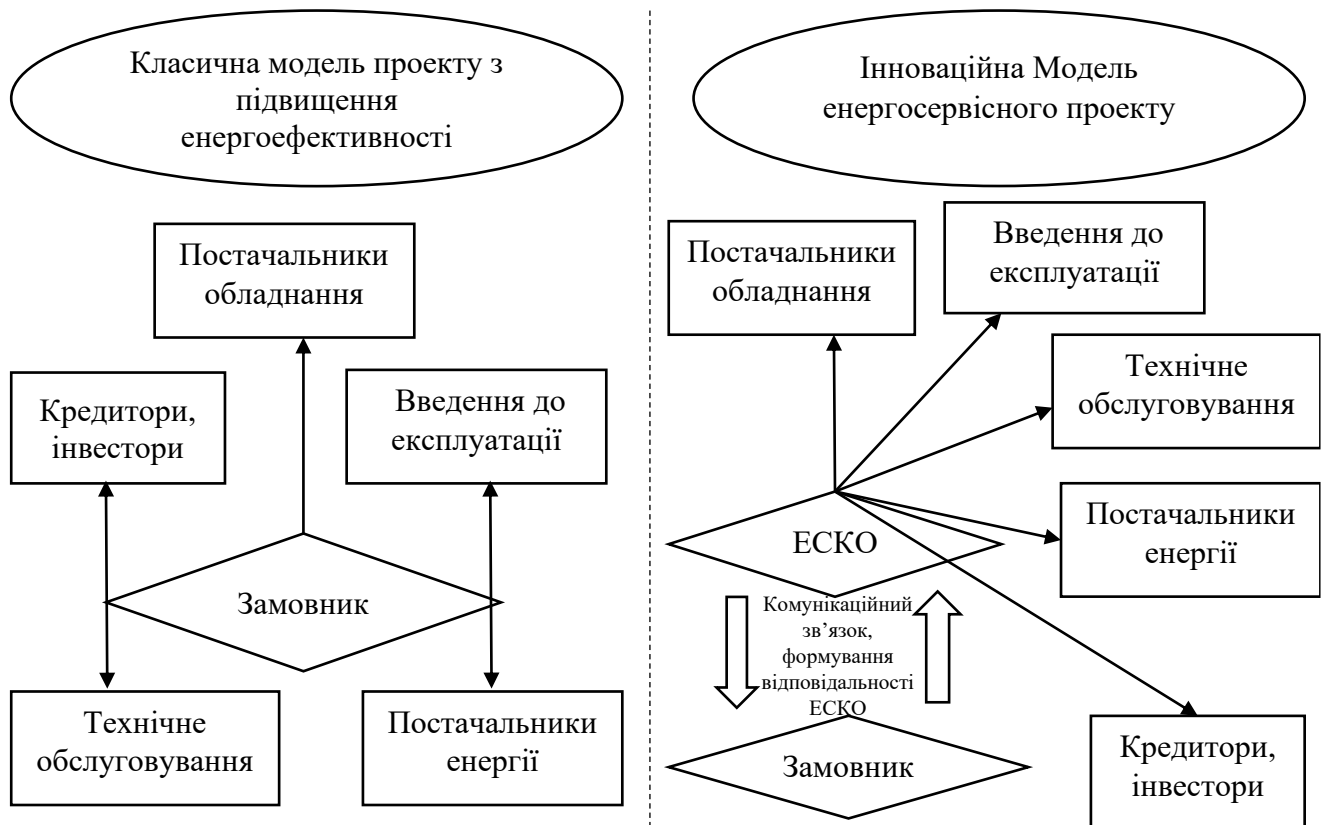 Класична модель проекту з
підвищення
енергоефективності
Постачальники
обладнання
Кредитори,
інвестори
Введення до
експлуатації
Замовник
Технічне
обслуговування
Постачальники
енергії
Інноваційна Модель
енергосервісного проекту
Постачальники
обладнання
Введення до
експлуатації
Технічне
обслуговування
Постачальники
енергії
ЕСКО
Комунікаційний
зв’язок,
формування
відповідальності
ЕСКО
Замовник
Кредитори,
інвестори